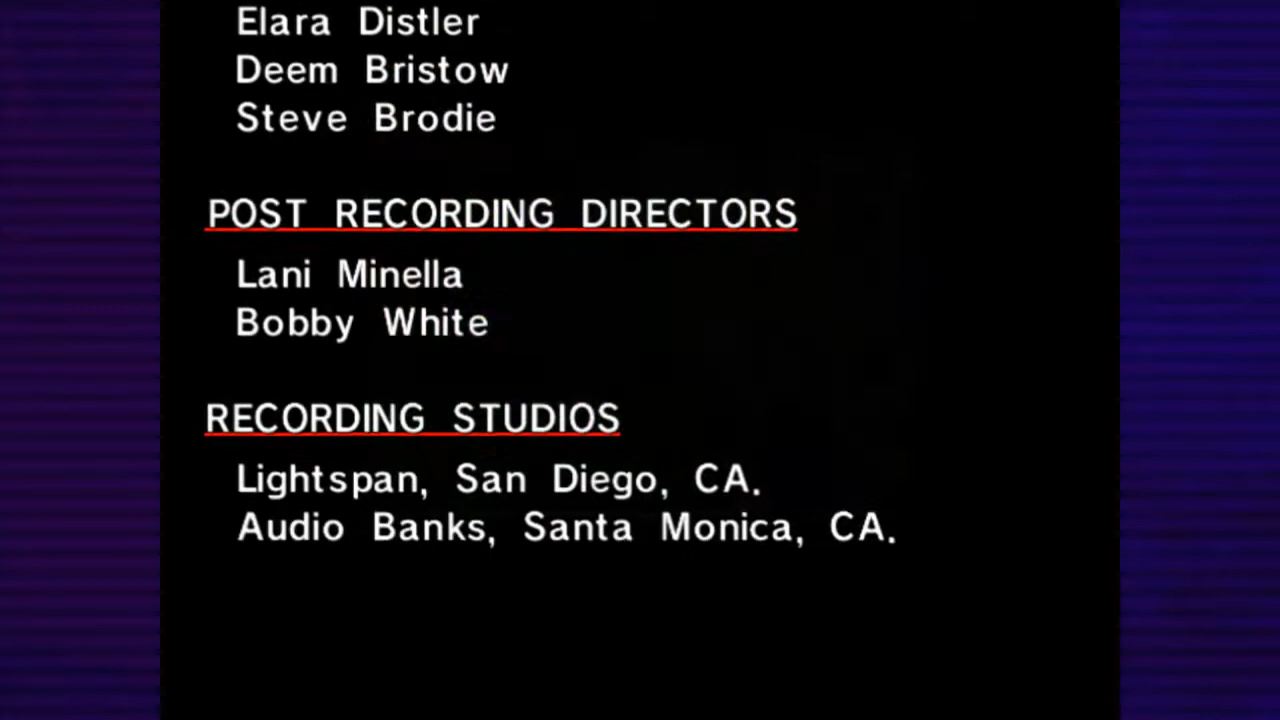 Elara Distler
Deem Bristow
Steve Brodie
POST RECORDING DIRECTORS
Lani Minella
Bobby White
RECORDING STUDIOS
Lightspan, San Diego, CA.
Audio Banks, Santa Monica, CA.